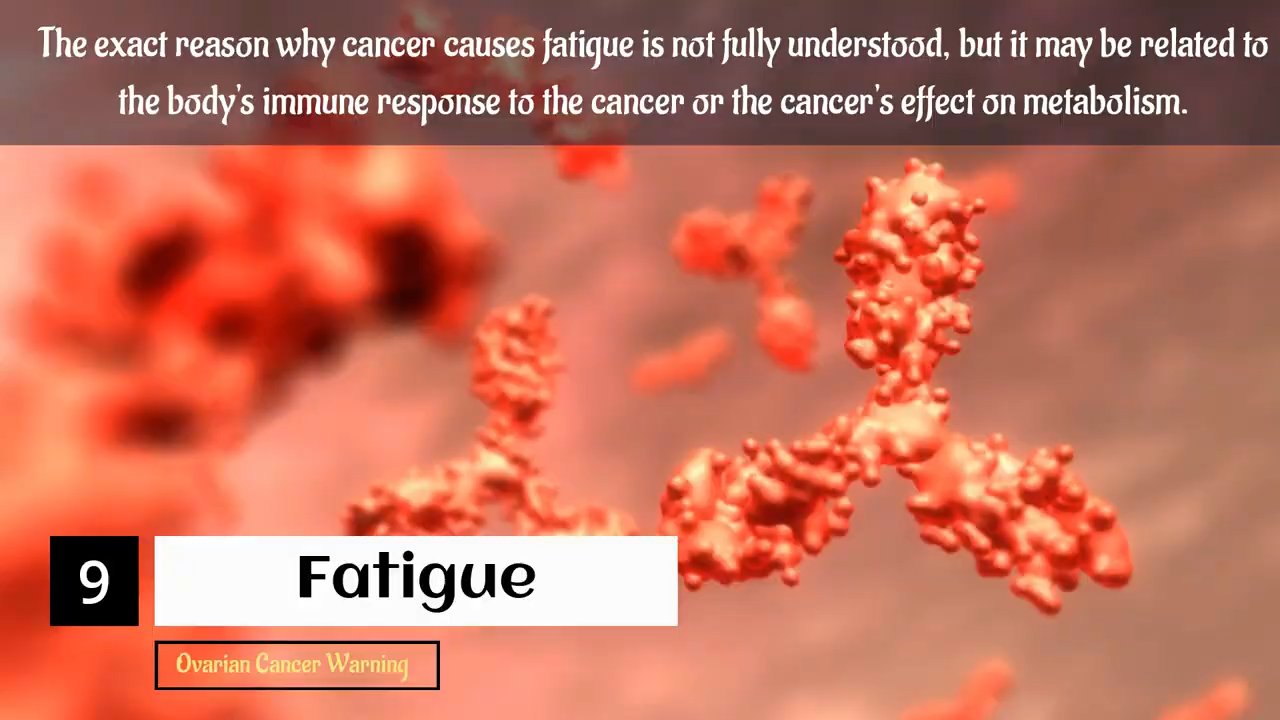 The exact reason why cancer causes fatigue is not fully understood, but it may be related to
the body's immune response to the cancer or the cancer's effect on metabolism.
9
Fatigue
Ovarian Cancer Warning